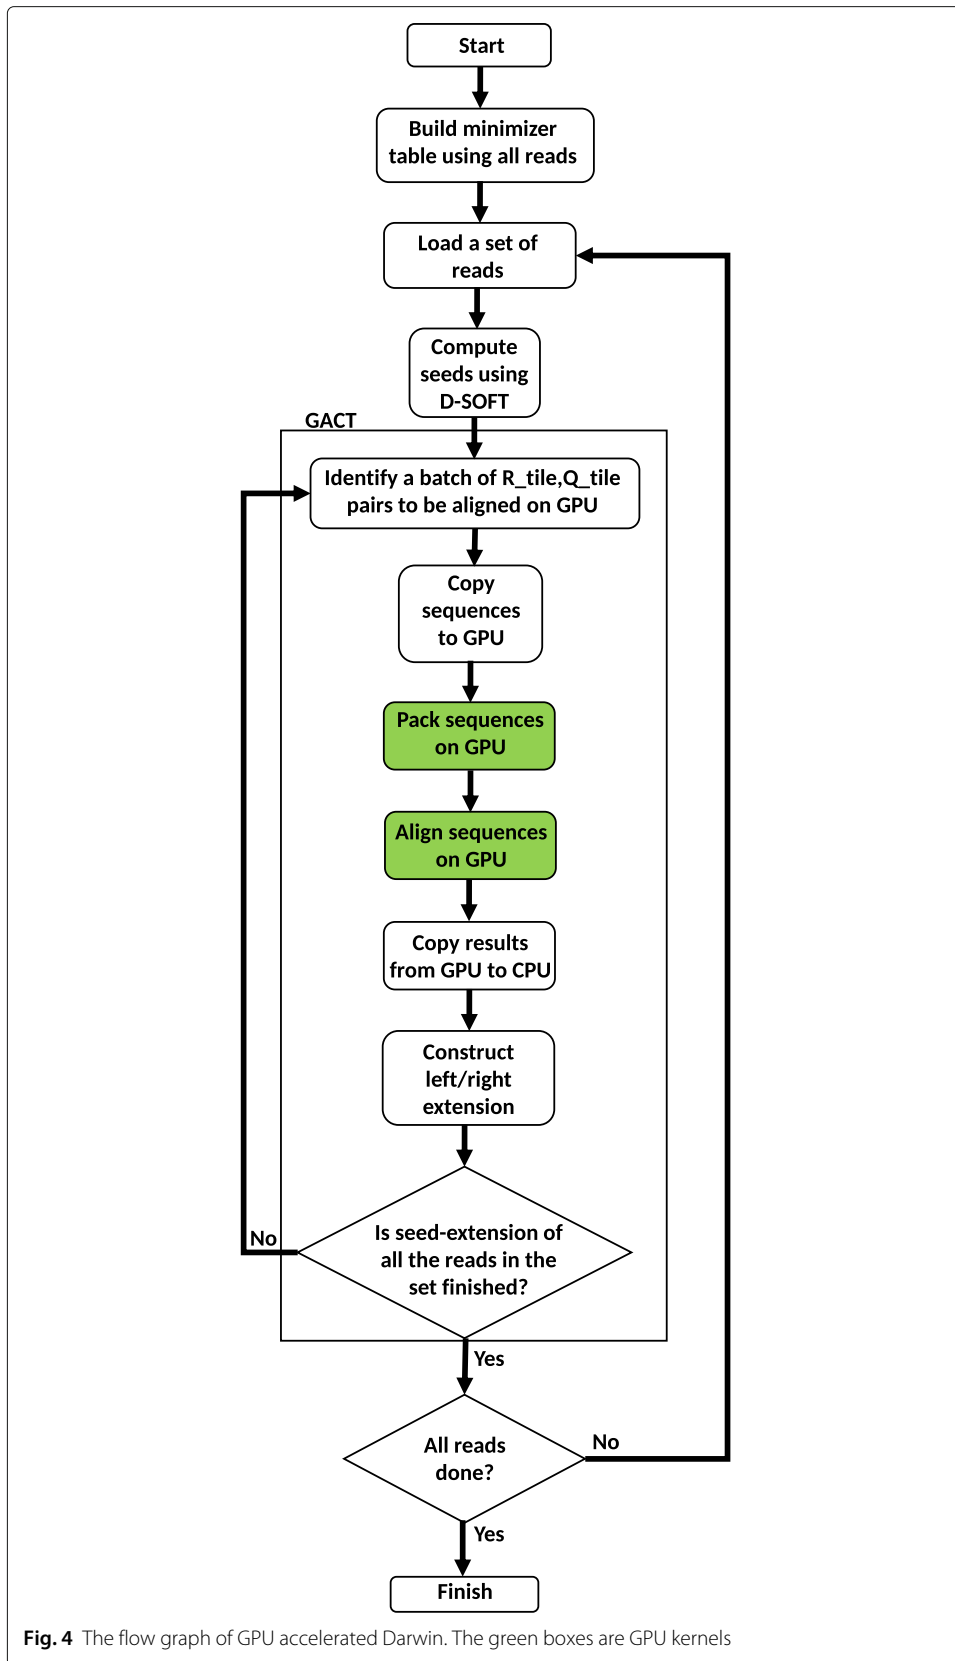 Start
Build minimizer
table using all reads
Load a set of
reads
Compute
seeds using
D-SOFT
GACT
Identify a batch of R_tile,Q_tile
pairs to be aligned on GPU
Copy
sequences
to GPU
Pack sequences
on GPU
Align sequences
on GPU
Copy results
from GPU to CPU
Construct
left/right
extension
Is seed-extension of
all the reads in the
set finished?
No
Yes
All reads
done?
No
Yes
Finish
Fig. 4 The flow graph of GPU accelerated Darwin. The green boxes are GPU kernels